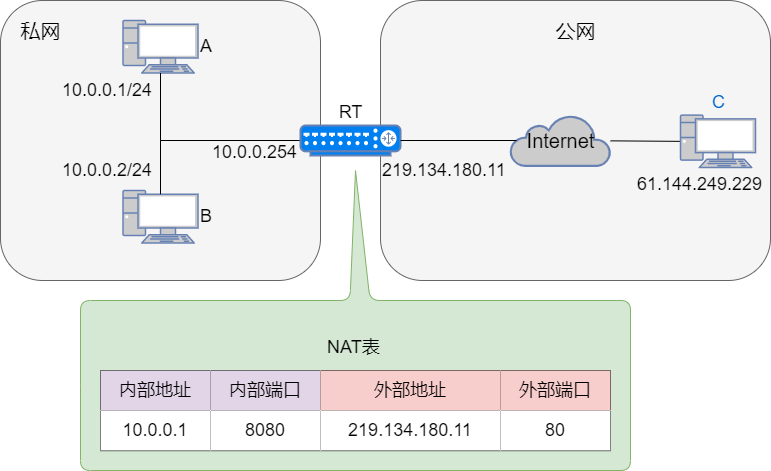 私网
公网
A
10.0.0.1/24
RT
C
10.0.0.254
219.134.180.11
Internet
10.0.0.2/24
61.144.249.229
B
NAT表
内部地址 内部端口 外部地址 外部端口
10.0.0.1 8080 219.134.180.11 80